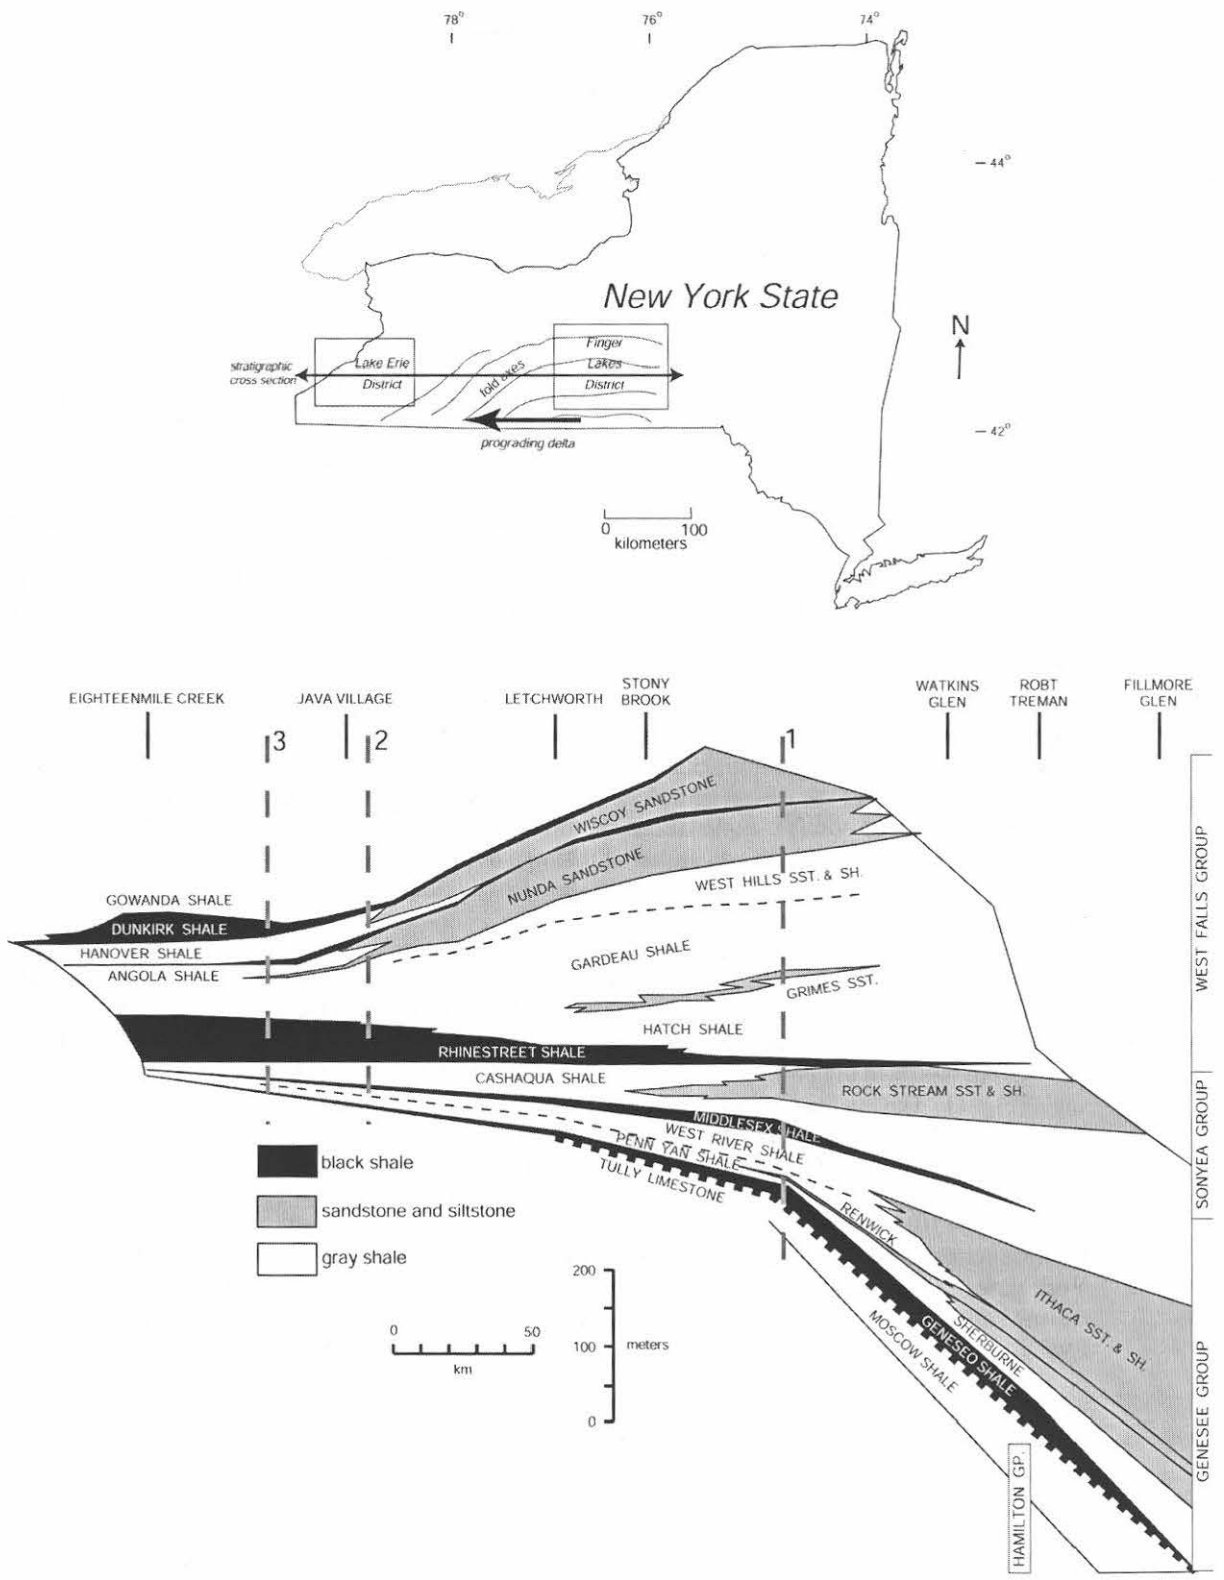 78°
76°
74°
44°
New York State
N
Finger
stratigraphic
cross section
Lake Erie
Lakes
fold axes
District
District
42°
prograding delta
0 100
kilometers
EIGHTEENMILE CREEK
JAVA VILLAGE
LETCHWORTH
STONY
BROOK
WATKINS
GLEN
ROBT
TREMAN
FILLMORE
GLEN
3
2
1
WISCOY SANDSTONE
NUNDA SANDSTONE
WEST HILLS SST. & SH.
GOWANDA SHALE
DUNKIRK SHALE
HANOVER SHALE
ANGOLA SHALE
GARDEAU SHALE
GRIMES SST.
HATCH SHALE
RHINESTREET SHALE
CASHAQUA SHALE
ROCK STREAM SST & SH.
MIDDLESEX SHALE
WEST RIVER SHALE
PENN YAN SHALE
TULLY LIMESTONE
RENWICK
ITHACA SST. & SH.
SHERBURNE
GENESEO SHALE
MOSCOW SHALE
HAMILTON GP.
WEST FALLS GROUP
SONYEA GROUP
GENESEE GROUP
black shale
sandstone and siltstone
gray shale
0 50
km
200
100
0
meters